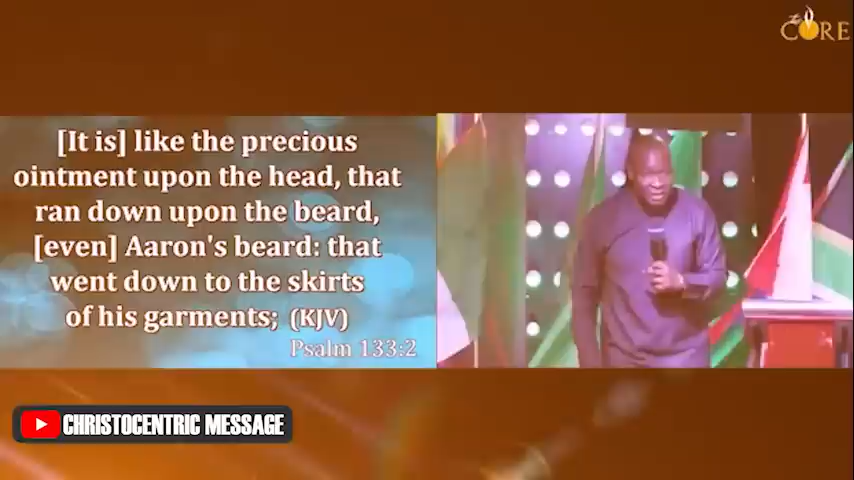 the CORE
[It is] like the precious
ointment upon the head, that
ran down upon the beard,
[even] Aaron's beard: that
went down to the skirts
of his garments; (KJV)
Psalm 133:2
CHRISTOCENTRIC MESSAGE